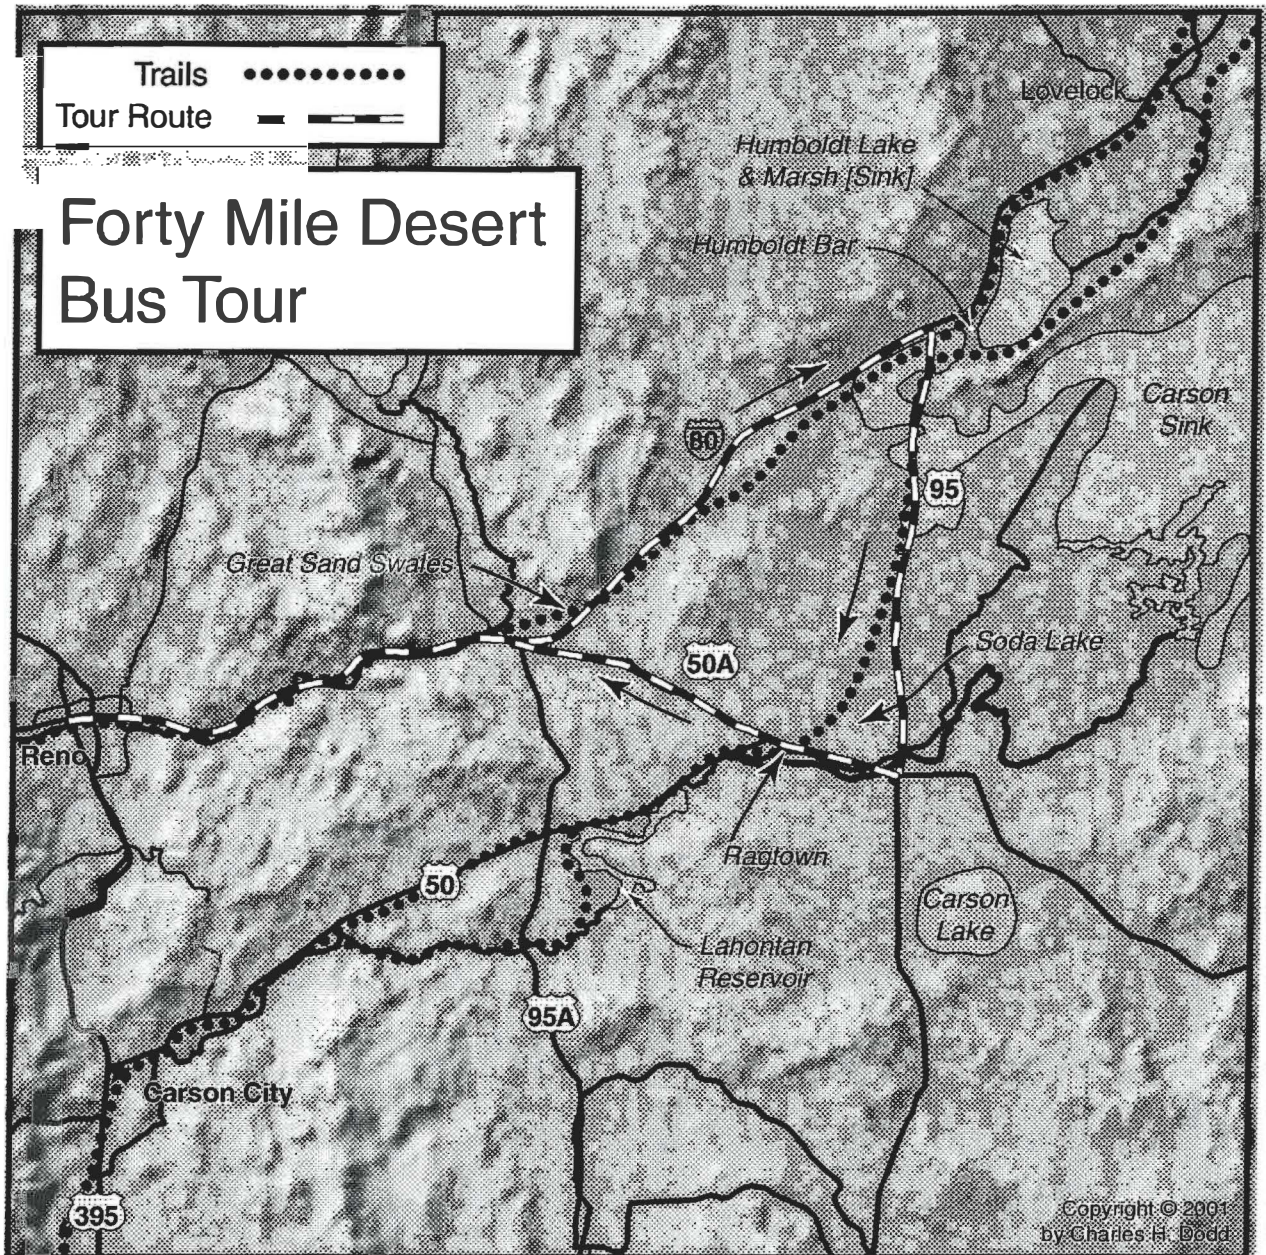 Trails
Tour Route
Forty Mile Desert
Bus Tour
Lovelock
Humboldt Lake
& Marsh [Sink]
Humboldt Bar
Carson
Sink
80
95
Great Sand Swales
50A
Soda Lake
Reno
Ragtown
50
Carson
Lake
Lahontan
Reservoir
95A
Carson City
395
Copyright © 2001
by Charles H. Dodd